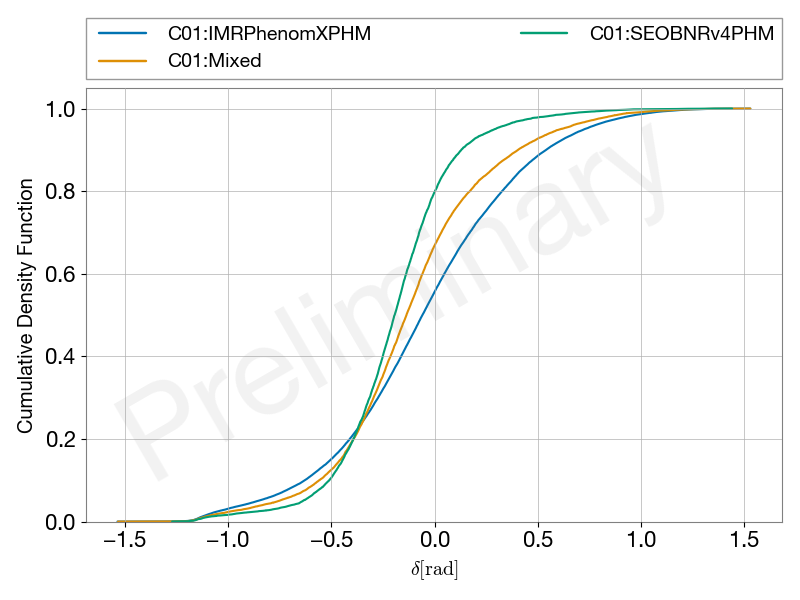 C01:IMRPhenomXPHM
C01:Mixed
C01:SEOBNRv4PHM
1.0
0.8
0.6
0.4
0.2
0.0
Cumulative Density Function
Preliminary
−1.5 −1.0 −0.5 0.0 0.5 1.0 1.5
δ[rad]